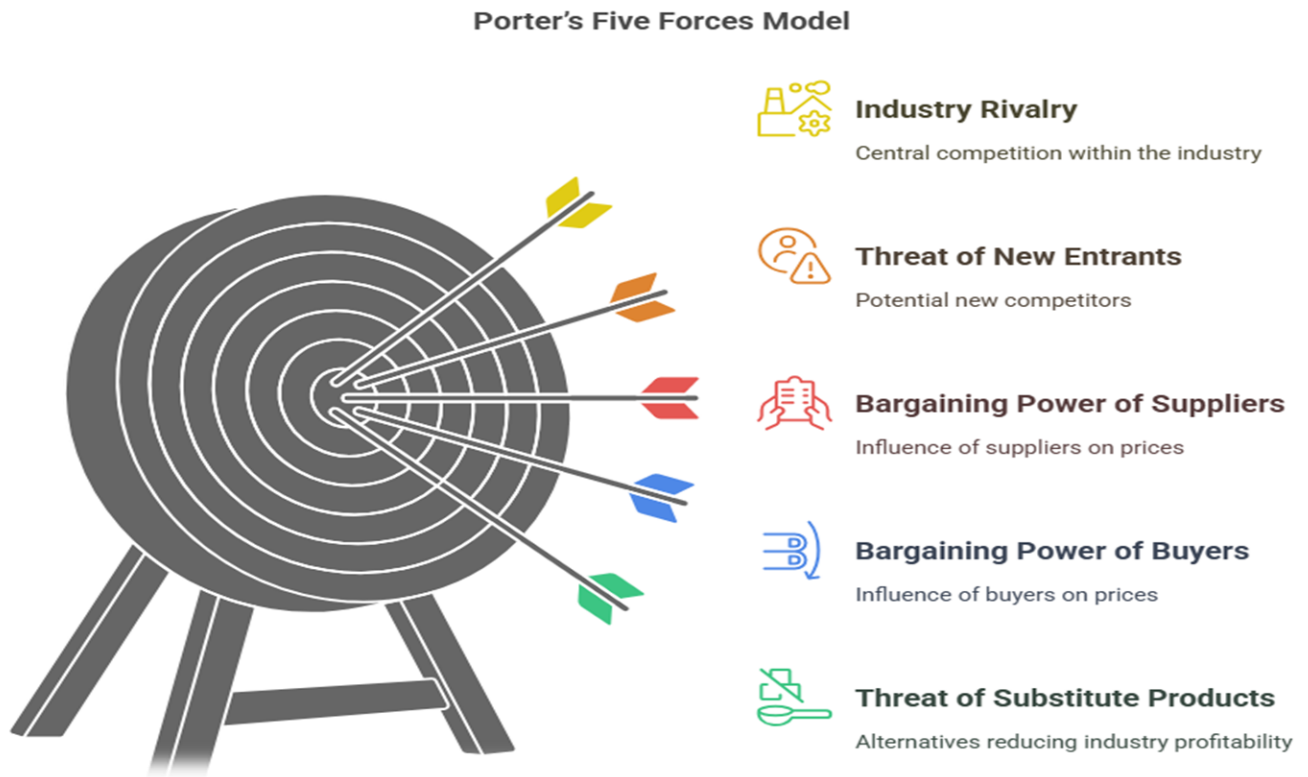 Porter's Five Forces Model
Industry Rivalry
Central competition within the industry
Threat of New Entrants
Potential new competitors
Bargaining Power of Suppliers
Influence of suppliers on prices
Bargaining Power of Buyers
Influence of buyers on prices
Threat of Substitute Products
Alternatives reducing industry profitability